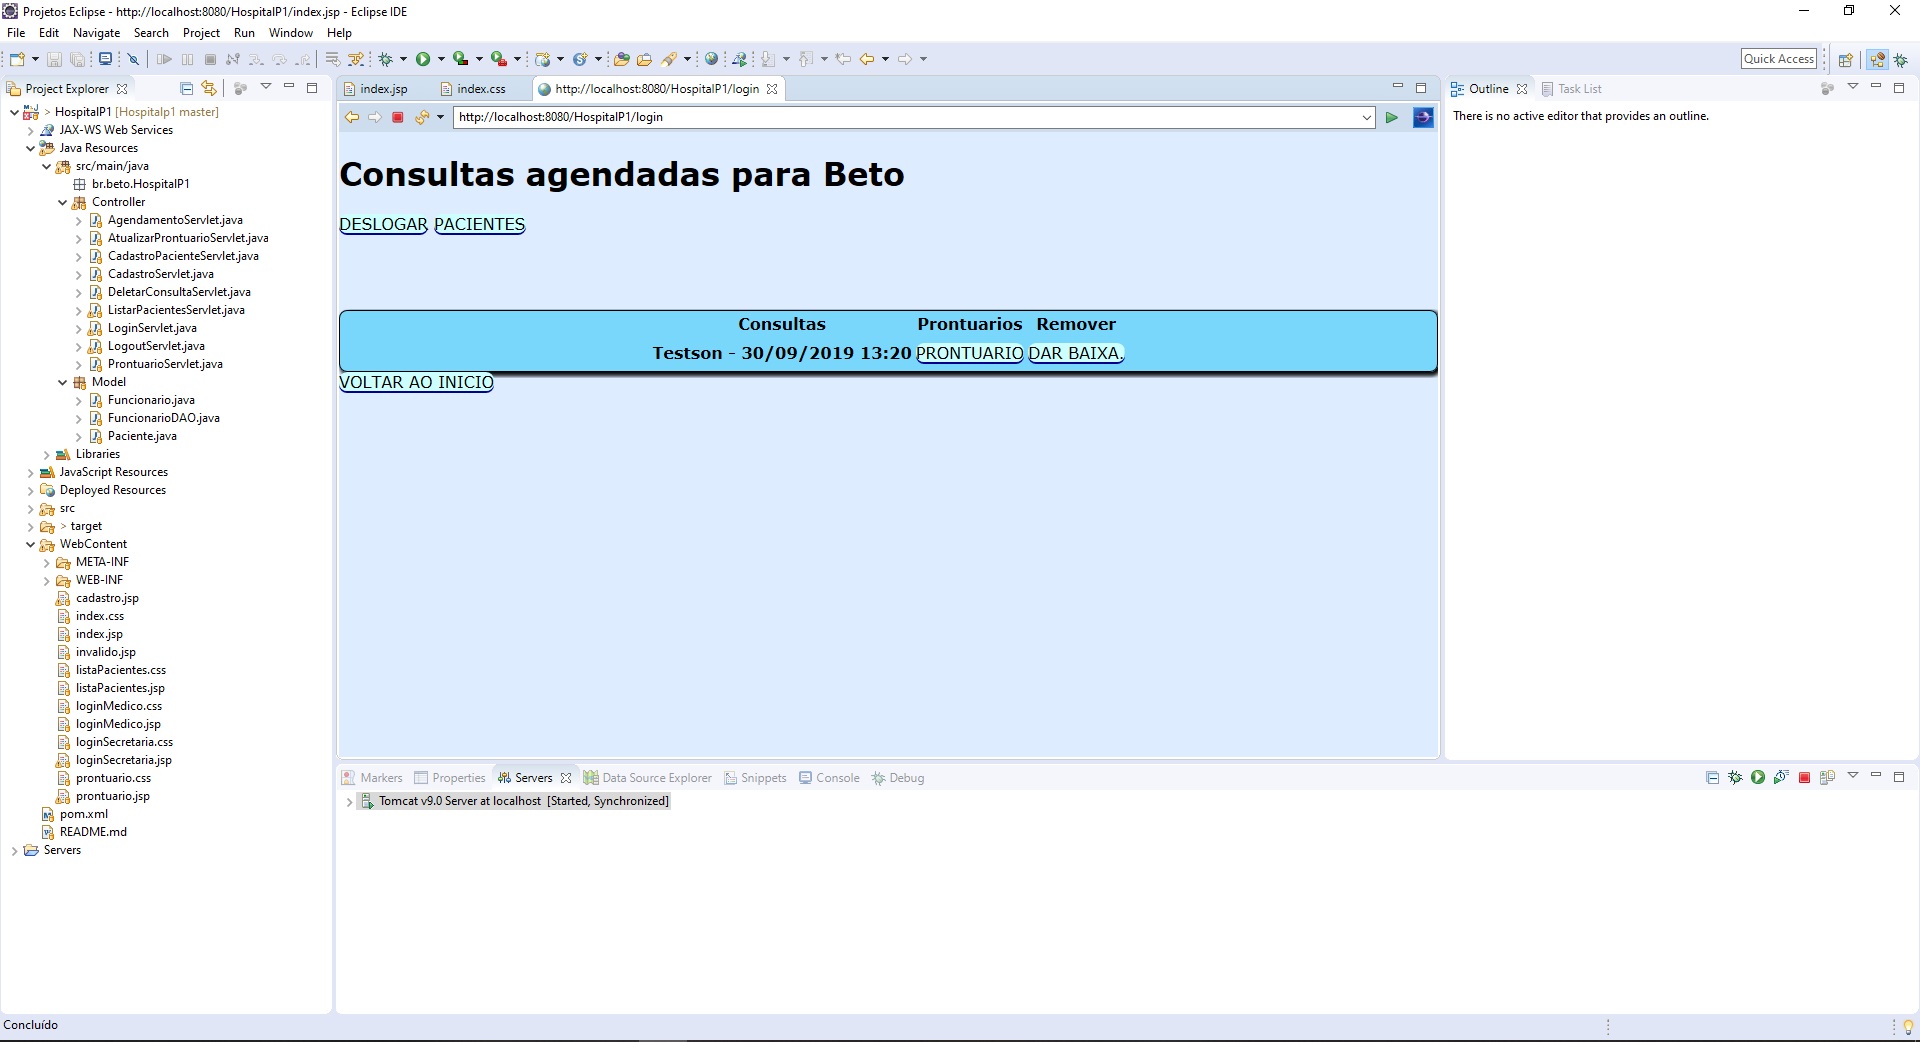 Projetos Eclipse - http://localhost:8080/HospitalP1/index.jsp - Eclipse IDE
File Edit Navigate Search Project Run Window Help
Quick Access
Project Explorer
HospitalP1 [Hospitalp1 master]
JAX-WS Web Services
Java Resources
src/main/java
br.beto.HospitalP1
Controller
AgendamentoServlet.java
AtualizarProntuarioServlet.java
CadastroPacienteServlet.java
CadastroServlet.java
DeletarConsultaServlet.java
ListarPacientesServlet.java
LoginServlet.java
LogoutServlet.java
ProntuarioServlet.java
Model
Funcionario.java
FuncionarioDAO.java
Paciente.java
Libraries
JavaScript Resources
Deployed Resources
src
> target
WebContent
META-INF
WEB-INF
cadastro.jsp
index.css
index.jsp
invalido.jsp
listaPacientes.css
listaPacientes.jsp
loginMedico.css
loginMedico.jsp
loginSecretaria.css
loginSecretaria.jsp
prontuario.css
prontuario.jsp
pom.xml
README.md
Servers
index.jsp index.css http://localhost:8080/HospitalP1/login
http://localhost:8080/HospitalP1/login
Consultas agendadas para Beto
DESLOGAR PACIENTES
Consultas Prontuarios Remover
Testson - 30/09/2019 13:20 PRONTUARIO DAR BAIXA.
VOLTAR AO INICIO
Outline Task List
There is no active editor that provides an outline.
Markers Properties Servers Data Source Explorer Snippets Console Debug
Tomcat v9.0 Server at localhost [Started, Synchronized]
Concluído